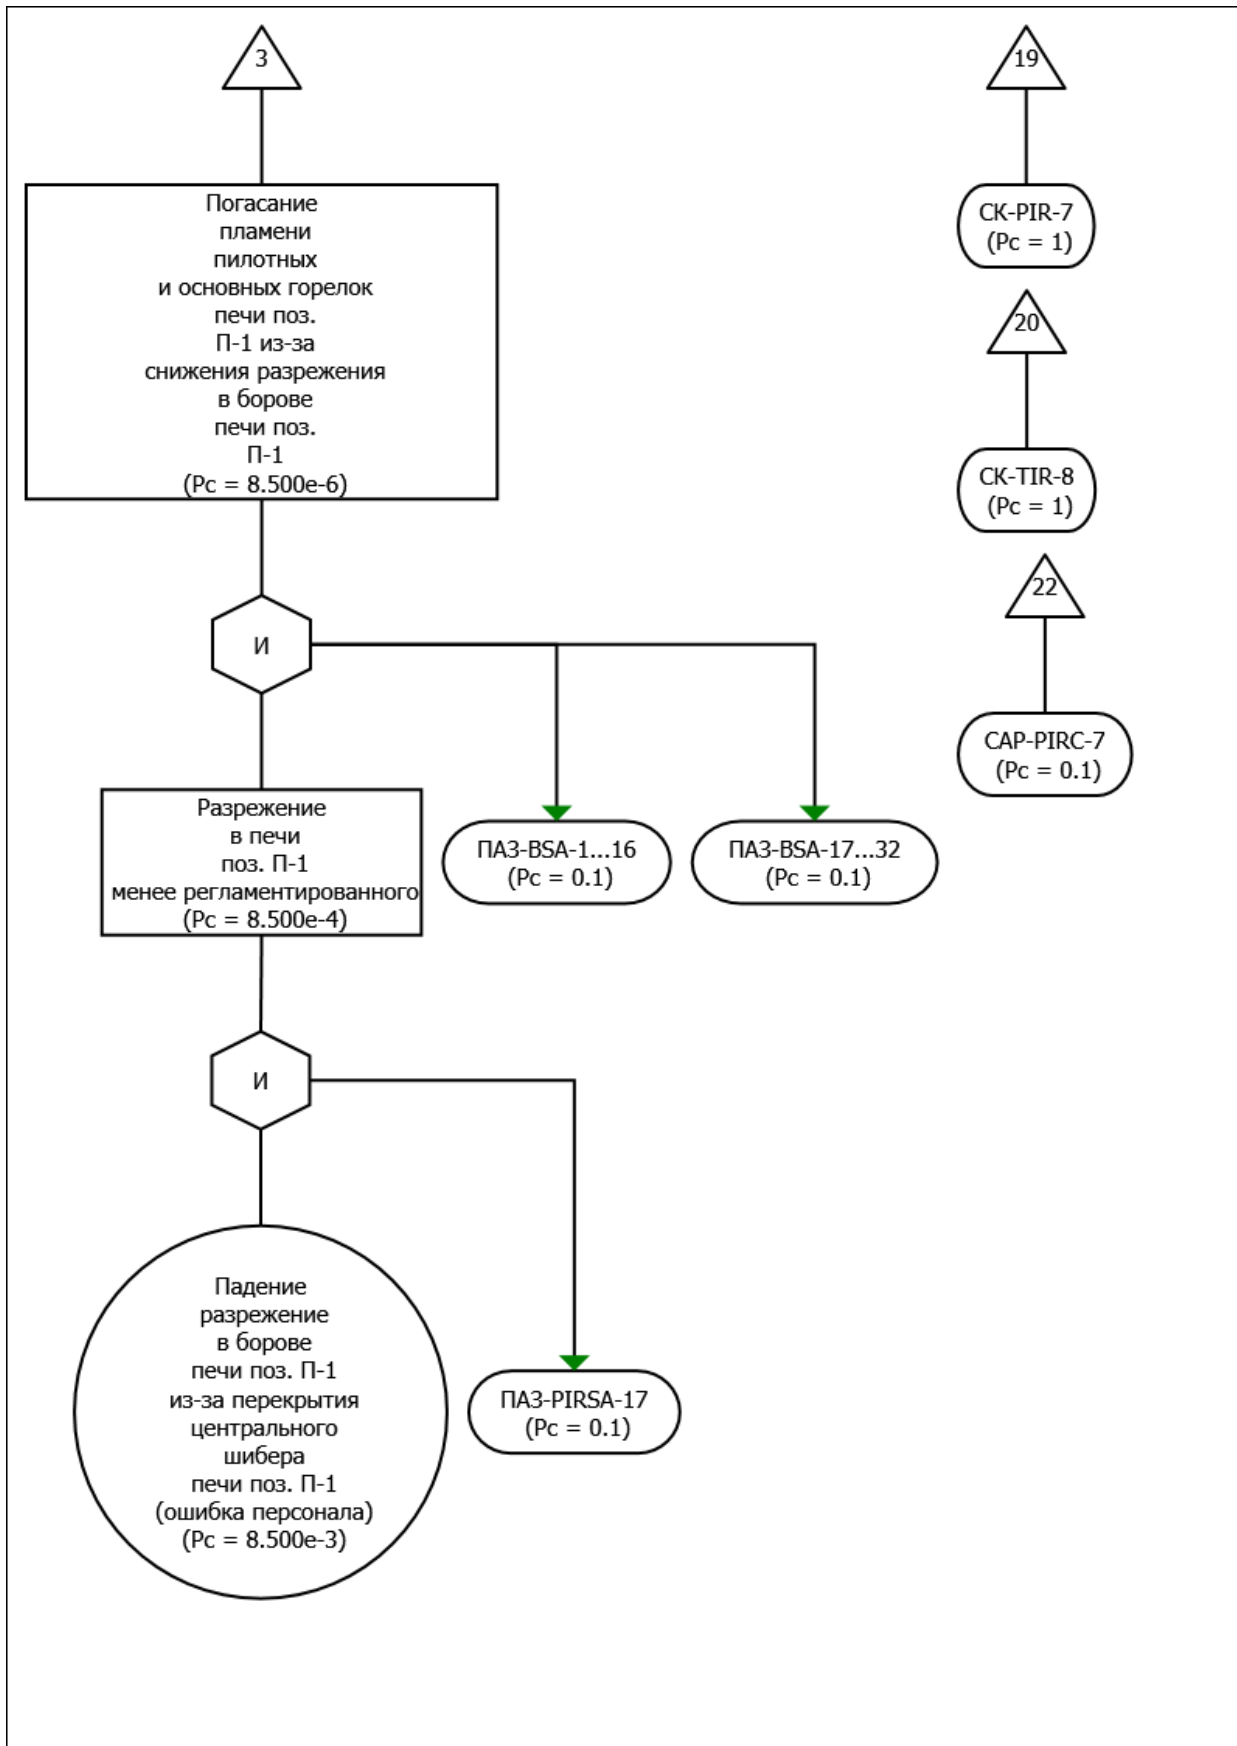 3
Погасание
пламени
пилотных
и основных горелок
печи поз.
П-1 из-за
снижения разрежения
в борове
печи поз.
П-1
(Pc = 8.500e-6)
И
Разрежение
в печи
поз. П-1
менее регламентированного
(Pc = 8.500e-4)
ПАЗ-BSA-1...16
(Pc = 0.1)
ПАЗ-BSA-17...32
(Pc = 0.1)
И
Падение
разрежение
в борове
печи поз. П-1
из-за перекрытия
центрального
шибера
печи поз. П-1
(ошибка персонала)
(Pc = 8.500e-3)
ПАЗ-PIRSA-17
(Pc = 0.1)
19
СК-PIR-7
(Pc = 1)
20
СК-TIR-8
(Pc = 1)
22
САР-PIRC-7
(Pc = 0.1)